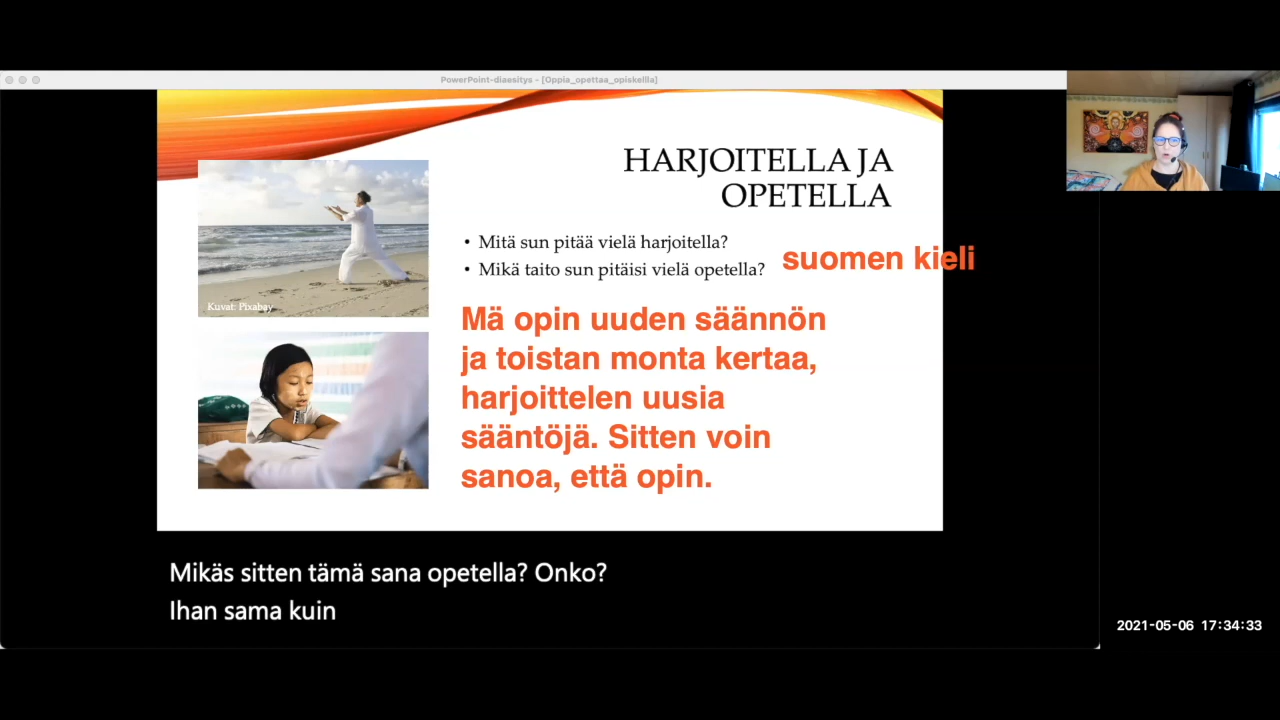 PowerPoint-diaesitys - [Oppia_opettaa_opiskellla]
HARJOITELLA JA
OPETELLA
• Mitä sun pitää vielä harjoitella?
• Mikä taito sun pitäisi vielä opetella?
suomen kieli
Kuvat: Pixabay
Mä opin uuden säännön
ja toistan monta kertaa,
harjoittelen uusia
sääntöjä. Sitten voin
sanoa, että opin.
Mikäs sitten tämä sana opetella? Onko?
Ihan sama kuin
2021-05-06 17:34:33